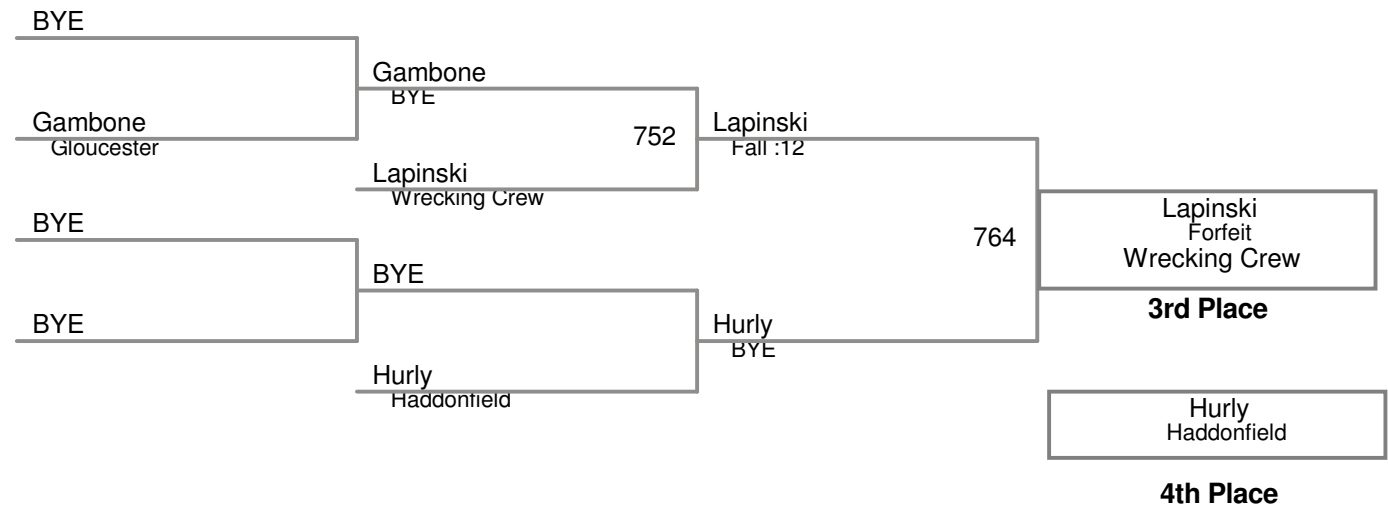 BYE
Gambone
BYE
Gambone
Gloucester
752
Lapinski
Fall :12
Lapinski
Wrecking Crew
BYE
764
Lapinski
Forfeit
Wrecking Crew
3rd Place
BYE
BYE
Hurly
BYE
Hurly
Haddonfield
Hurly
Haddonfield
4th Place